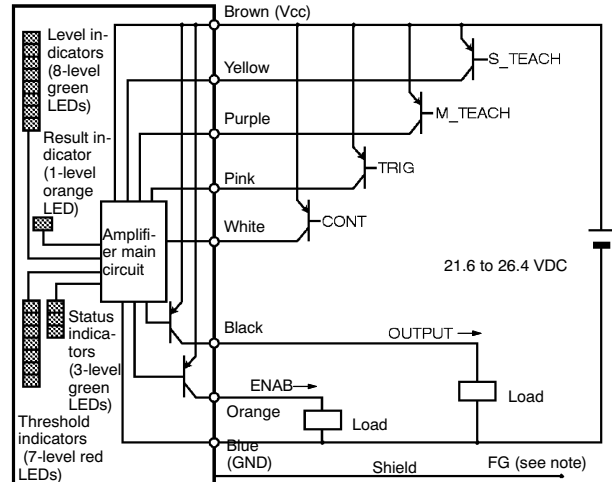 Brown (Vcc)
Level in-
dicators
(8-level
green
LEDs)
S_TEACH
Yellow
M_TEACH
Purple
Result in-
dicator
(1-level
orange
LED)
TRIG
Pink
CONT
White
Amplifi-
er main
circuit
21.6 to 26.4 VDC
Status
indica-
tors
(3-level
green
LEDs)
Black
OUTPUT
ENAB
Load
Orange
Load
Threshold
indicators
(7-level red
LEDs)
Blue
(GND)
Shield
FG (see note)